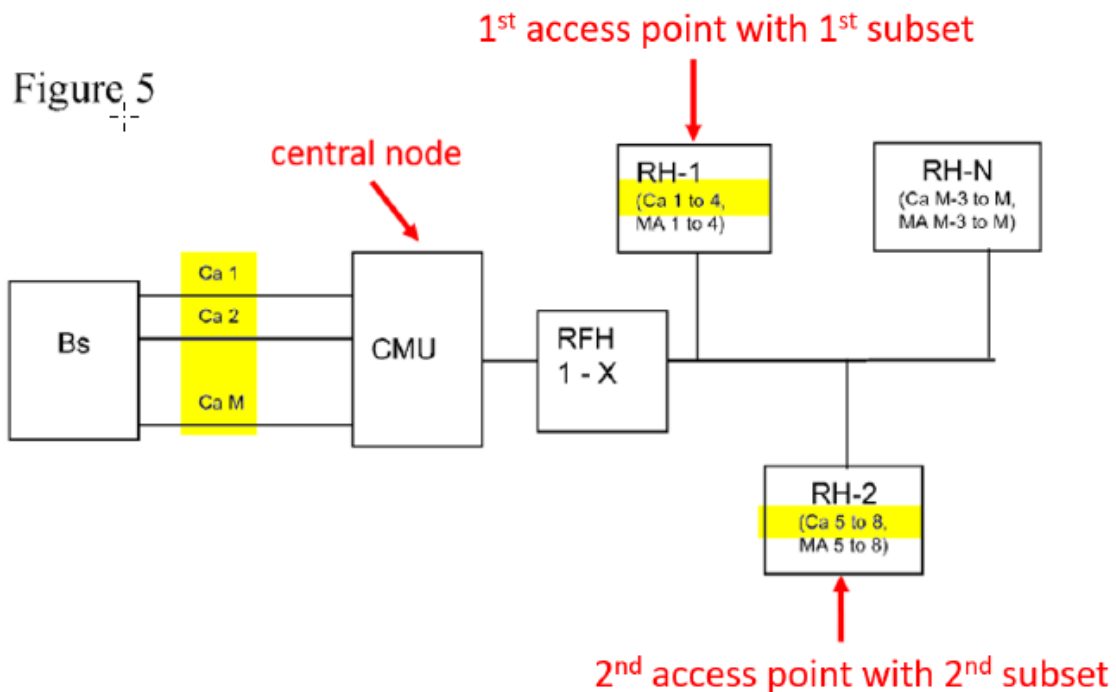 1st access point with 1st subset
Figure 5
central node
RH-1
(Ca 1 to 4,
MA 1 to 4)
RH-N
(Ca M-3 to M,
MA M-3 to M)
Ca 1
Ca 2
Ca M
Bs
CMU
RFH
1 - X
RH-2
(Ca 5 to 8,
MA 5 to 8)
2nd access point with 2nd subset